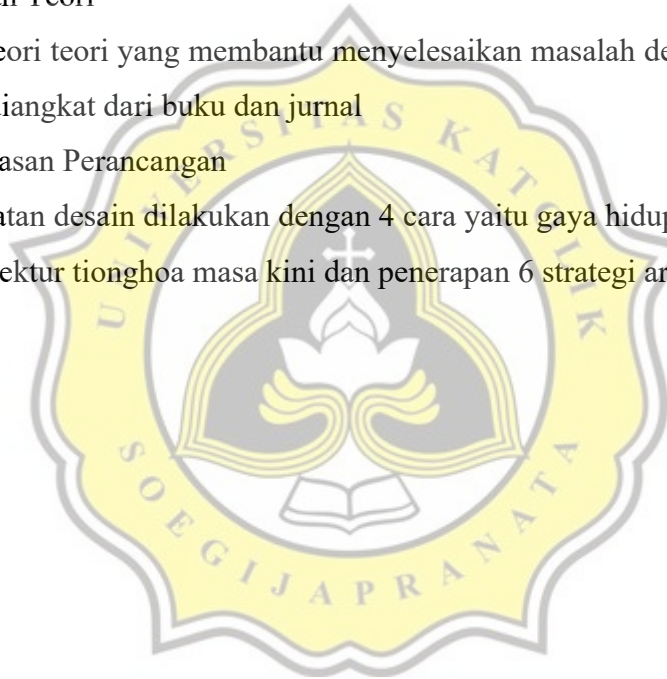 n Teori
eori teori yang membantu menyelesaikan masalah de
diangkat dari buku dan jurnal
asan Perancangan
atan desain dilakukan dengan 4 cara yaitu gaya hidup
ektur tionghoa masa kini dan penerapan 6 strategi ar
UNIVERSITAS KATOLIK
SOEGIJAPRANATA